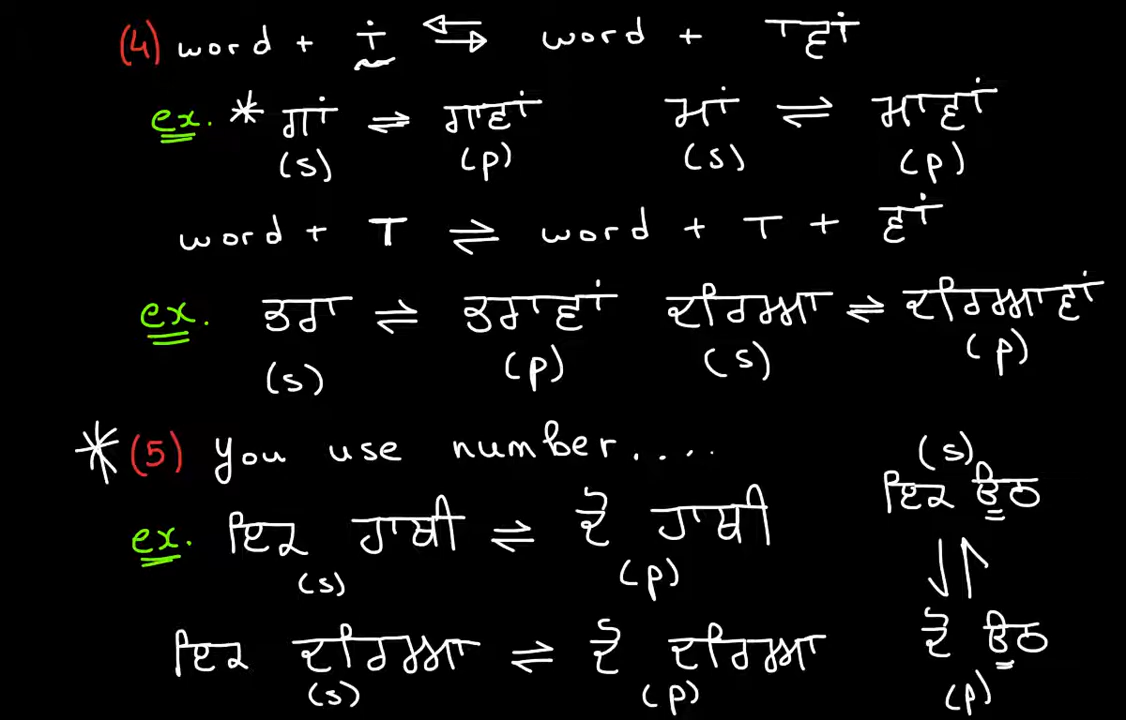 (4) word + ਾਂ ⇌ word + ਾਵਾਂ
ex. * ਗਾਂ ⇌ ਗਾਵਾਂ ਮਾਂ ⇌ ਮਾਵਾਂ
(s) (p) (s) (p)
word + ਾ ⇌ word + ਾ + ਵਾਂ
ex. ਭਰਾ ⇌ ਭਰਾਵਾਂ ਦਰਿਆ ⇌ ਦਰਿਆਵਾਂ
(s) (p) (s) (p)
* (5) You use number....
(s)
ਇਕ ਊਠ
ex. ਇਕ ਹਾਥੀ ⇌ ਦੋ ਹਾਥੀ
(s) (p)
ਇਕ ਦਰਿਆ ⇌ ਦੋ ਦਰਿਆ ਦੋ ਊਠ
(s) (p) (p)